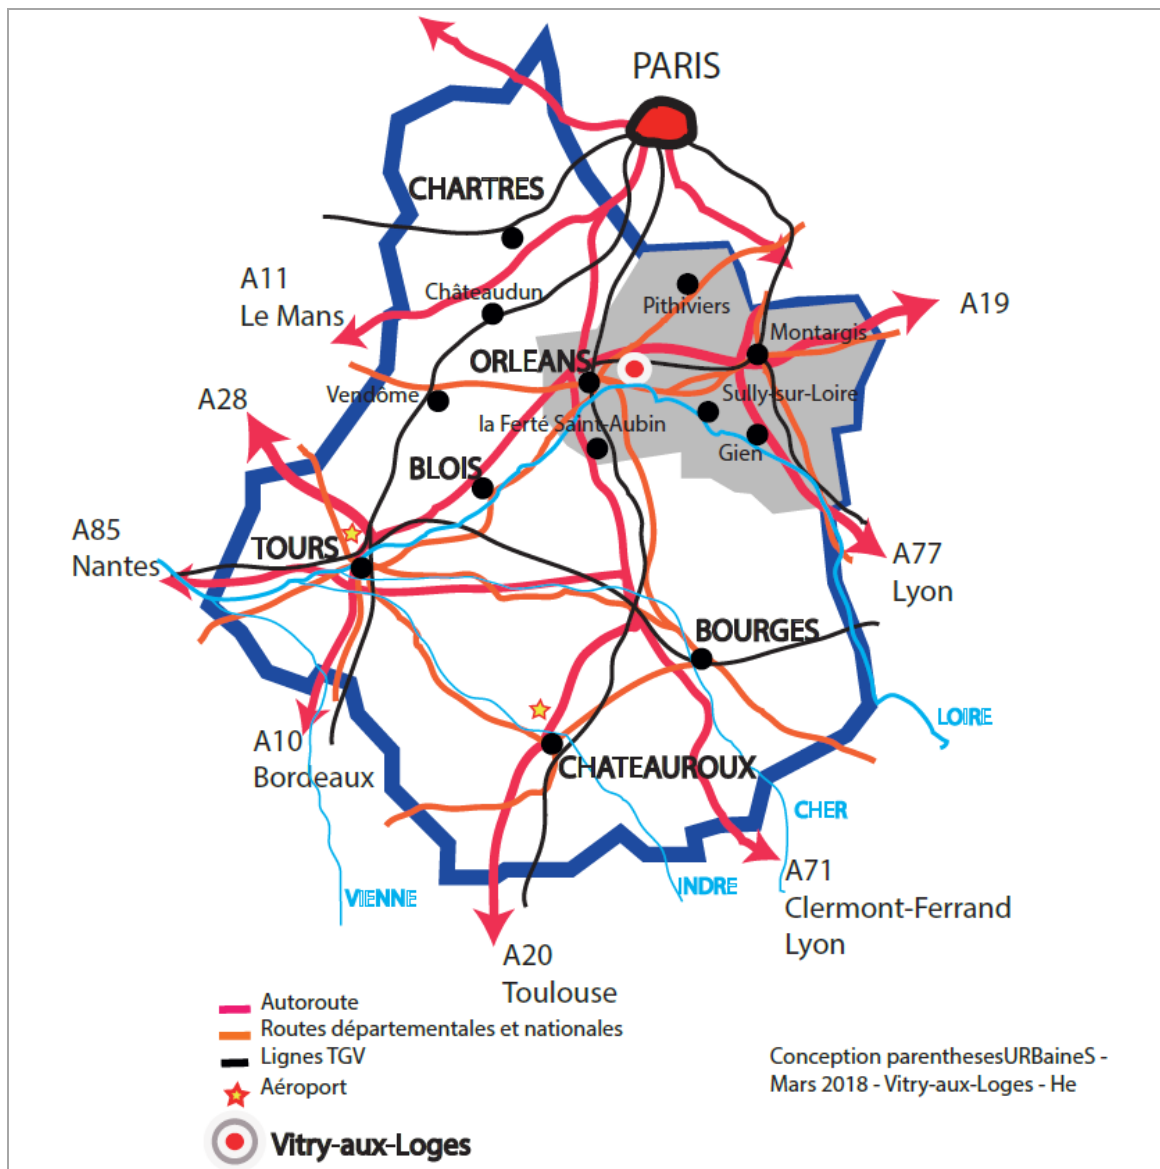 PARIS
CHARTRES
A11
Le Mans
Châteaudun
Pithiviers
A19
Montargis
ORLEANS
Vendôme
Sully-sur-Loire
A28
la Ferté Saint-Aubin
Gien
BLOIS
A85
Nantes
TOURS
A77
Lyon
BOURGES
LOIRE
A10
Bordeaux
CHATEAUROUX
CHER
VIENNE
INDRE
A71
Clermont-Ferrand
Lyon
A20
Toulouse
Autoroute
Routes départementales et nationales
Lignes TGV
Aéroport
Vitry-aux-Loges
Conception parenthesesURBaineS -
Mars 2018 - Vitry-aux-Loges - He